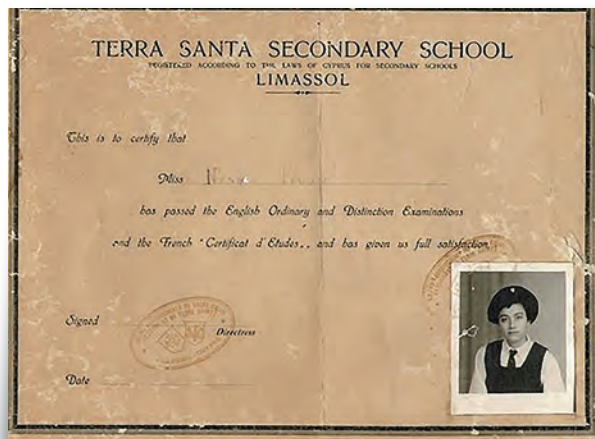 TERRA SANTA SECONDARY SCHOOL
REGISTERED ACCORDING TO THE LAWS OF CYPRUS FOR SECONDARY SCHOOLS
LIMASSOL
This is to certify that
Miss
has passed the English Ordinary and Distinction Examinations
and the French "Certificat d'Etudes„ and has given us full satisfaction.
Signed
Directress
Date